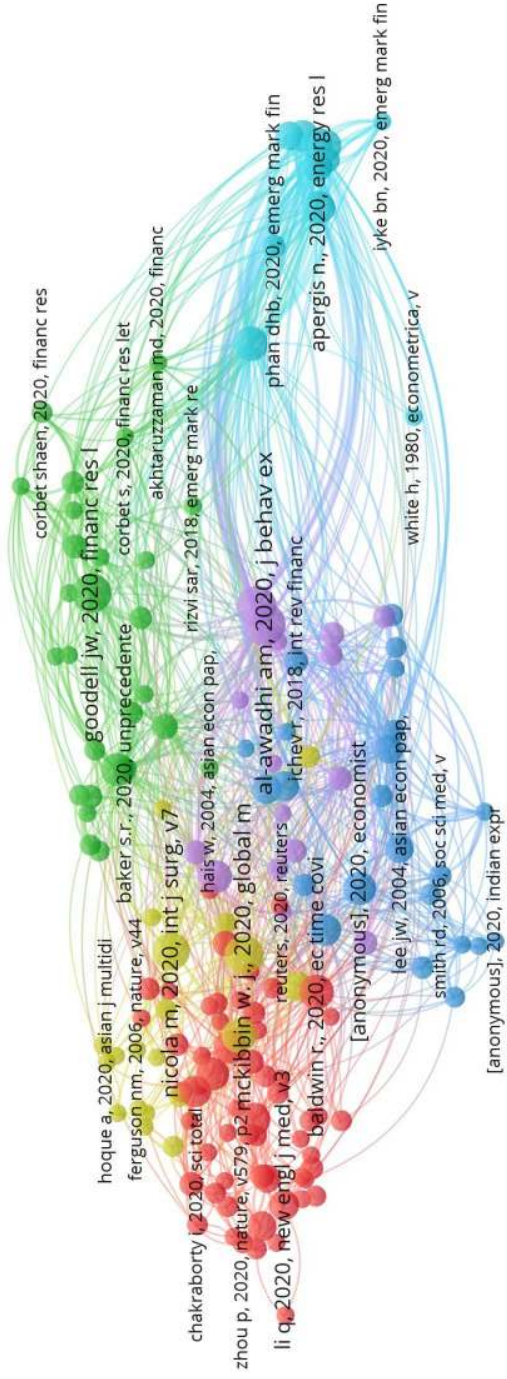 corbet shaen, 2020, financ res
goodell jw, 2020, financ res l
corbet s, 2020, financ res let
akhtaruzzaman md, 2020, financ
baker s.r., 2020, unprecedente
rizvi sar, 2018, emerg mark re
hoque a, 2020, asian j multidi
ferguson nm, 2006, nature, v44
nicola m, 2020, int j surg, v7
hais w, 2004, asian econ pap,
chakraborty i, 2020, sci total
zhou p, 2020, nature, v579, p2
mckibbin w. j., 2020, global m
al-awadhi am, 2020, j behav ex
phan dhb, 2020, emerg mark fin
li q, 2020, new engl j med, v3
reuters, 2020, reuters
ichev r, 2018, int rev financ
apergis n., 2020, energy res l
baldwin r., 2020, ec time covi
[anonymous], 2020, economist
iyke bn, 2020, emerg mark fin
lee jw, 2004, asian econ pap,
white h, 1980, econometrica, v
smith rd, 2006, soc sci med, v
[anonymous], 2020, indian expr